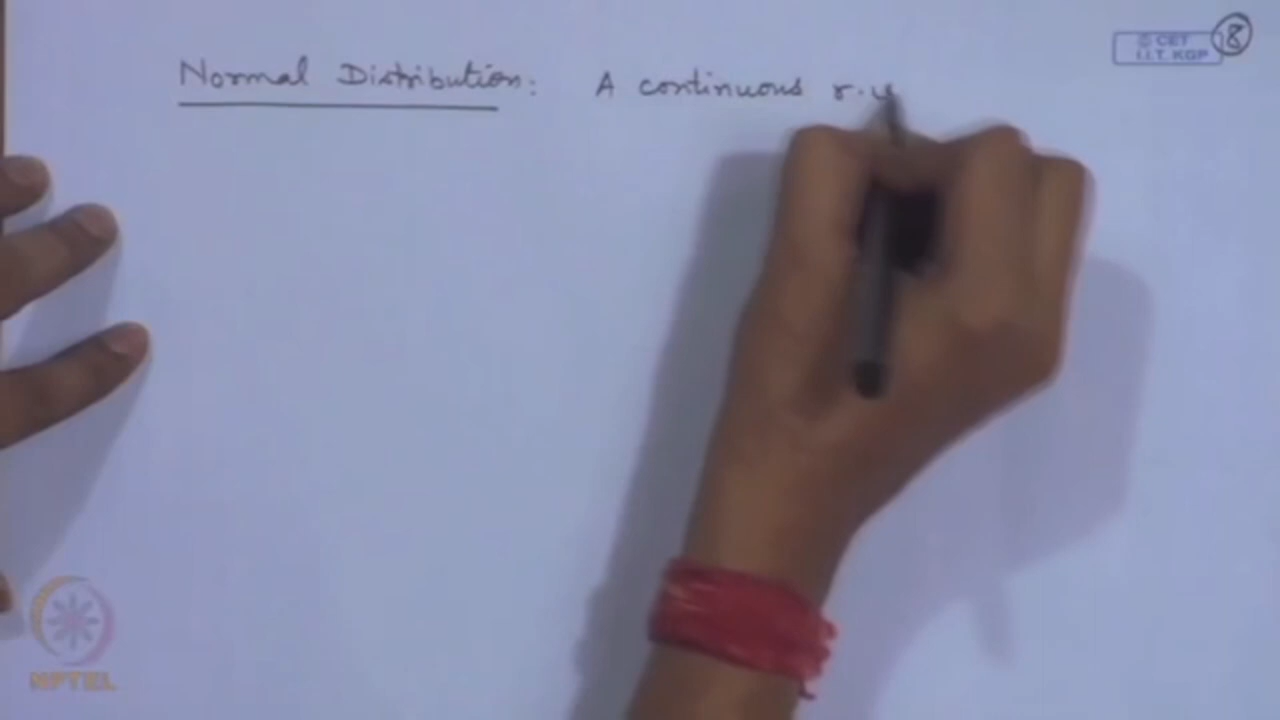 Normal Distribution: A continuous r.v
© CET
I.I.T. KGP
8
NPTEL